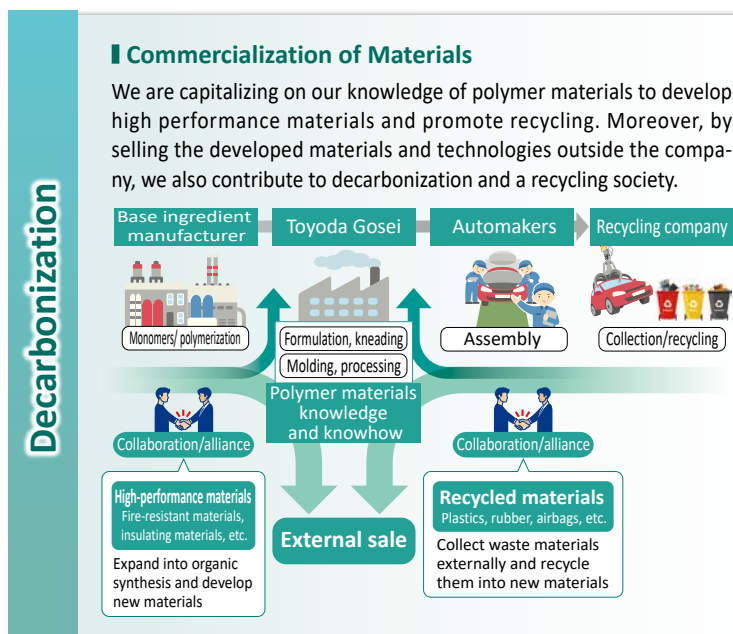 Decarbonization
Commercialization of Materials
We are capitalizing on our knowledge of polymer materials to develop
high performance materials and promote recycling. Moreover, by
selling the developed materials and technologies outside the compa-
ny, we also contribute to decarbonization and a recycling society.
Base ingredient
manufacturer
Toyoda Gosei
Automakers
Recycling company
Monomers/ polymerization
Formulation, kneading
Molding, processing
Assembly
Collection/recycling
Polymer materials
knowledge
and knowhow
Collaboration/alliance
Collaboration/alliance
High-performance materials
Fire-resistant materials,
insulating materials, etc.
Expand into organic
synthesis and develop
new materials
External sale
Recycled materials
Plastics, rubber, airbags, etc.
Collect waste materials
externally and recycle
them into new materials